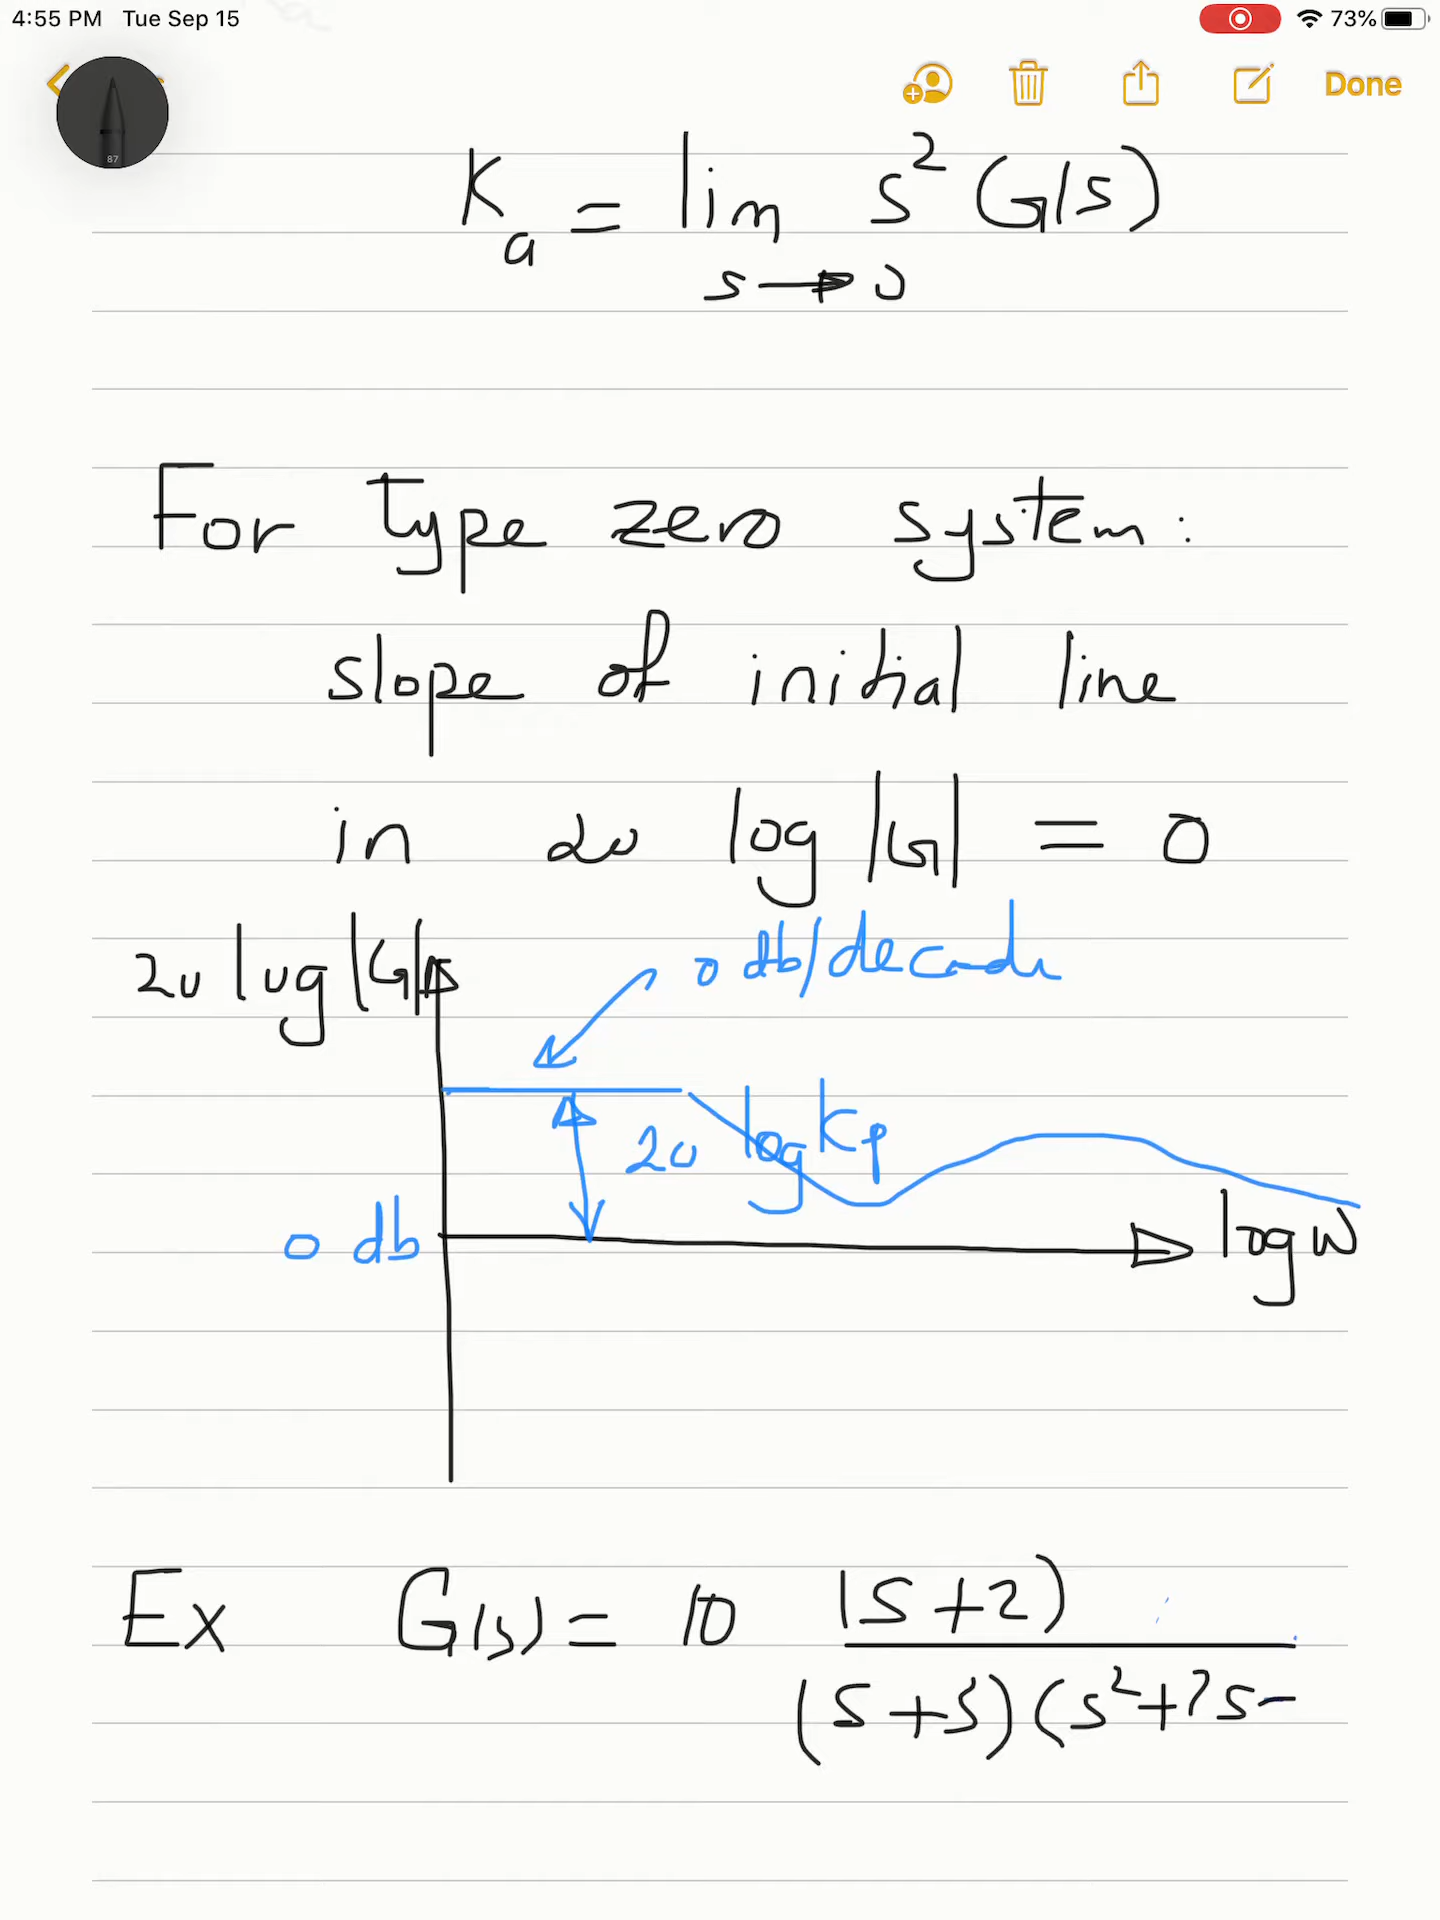 4:55 PM Tue Sep 15 73%
Done
87
Ka = lim s² G(s)
s → 0
For type zero system:
slope of initial line
in 20 log |G| = 0
20 log |G| 0 db/decade
20 log Kp
0 db log w
Ex G(s) = 10 (s+2)
(s+5)(s²+7s-